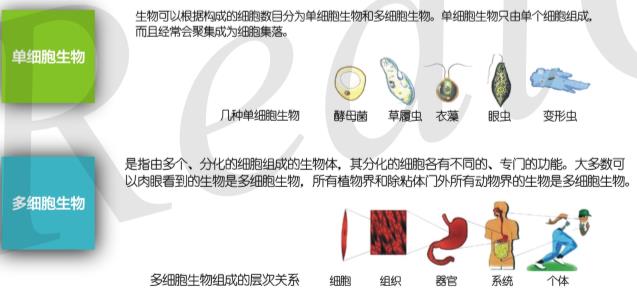 生物可以根据构成的细胞数目分为单细胞生物和多细胞生物。单细胞生物只由单个细胞组成，
而且经常会聚集成为细胞集落。
单细胞生物
几种单细胞生物 酵母菌 草履虫 衣藻 眼虫 变形虫
是指由多个、分化的细胞组成的生物体，其分化的细胞各有不同的、专门的功能。大多数可
以肉眼看到的生物是多细胞生物，所有植物界和除粘体门外所有动物界的生物是多细胞生物。
多细胞生物
多细胞生物组成的层次关系 细胞 组织 器官 系统 个体